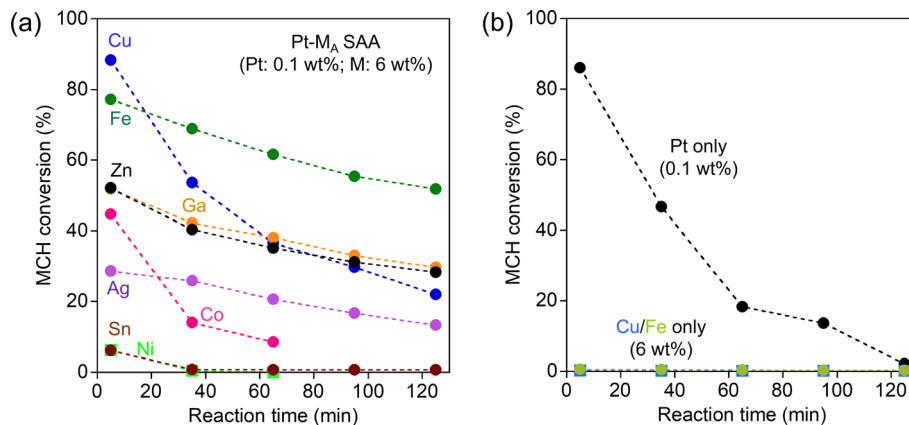 (a)
Pt-MA SAA
(Pt: 0.1 wt%; M: 6 wt%)
Cu
Fe
Zn
Ga
Ag
Co
Sn
Ni
MCH conversion (%)
100
80
60
40
20
0
0 20 40 60 80 100 120
Reaction time (min)
(b)
Pt only
(0.1 wt%)
Cu/Fe only
(6 wt%)
MCH conversion (%)
100
80
60
40
20
0
0 20 40 60 80 100 120
Reaction time (min)